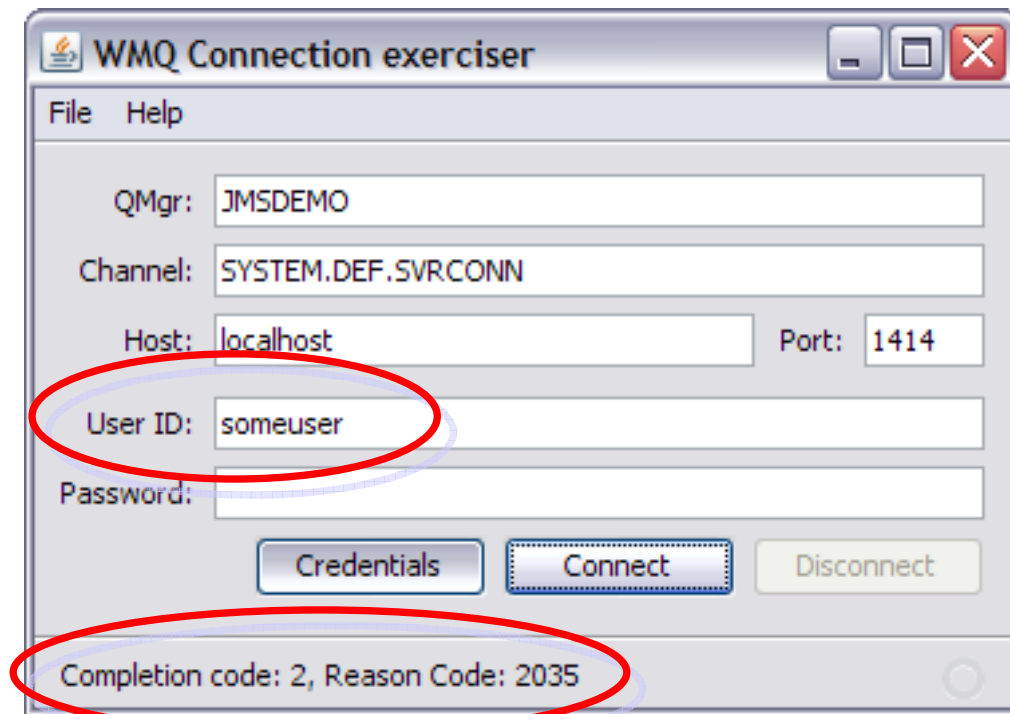 WMQ Connection exerciser
File Help
QMgr: JMSDEMO
Channel: SYSTEM.DEF.SVRCONN
Host: localhost Port: 1414
User ID: someuser
Password:
Credentials Connect Disconnect
Completion code: 2, Reason Code: 2035